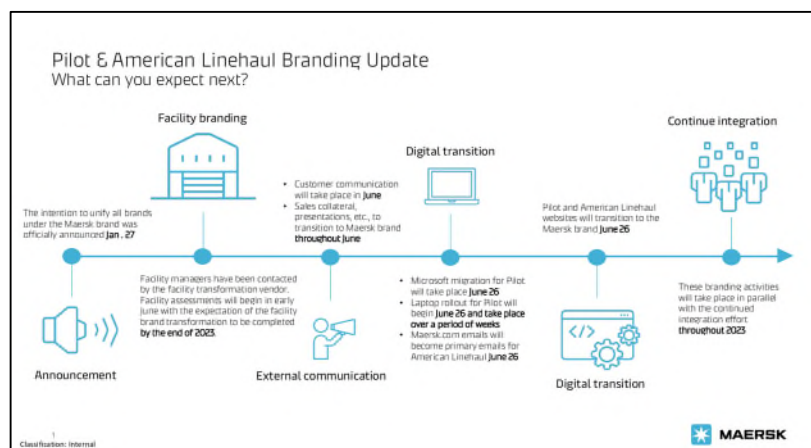 Pilot & American Linehaul Branding Update
What can you expect next?
Facility branding
Continue integration
Digital transition
• Customer communication
will take place in June
• Sales collateral,
presentations, etc., to
transition to Maersk brand
throughout June
The intention to unify all brands
under the Maersk brand was
officially announced Jan . 27
Pilot and American Linehaul
websites will transition to the
Maersk brand June 26
Facility managers have been contacted
by the facility transformation vendor.
Facility assessments will begin in early
June with the expectation of the facility
brand transformation to be completed
by the end of 2023.
• Microsoft migration for Pilot
will take place June 26
• Laptop rollout for Pilot will
begin June 26 and take place
over a period of weeks
• Maersk.com emails will
become primary emails for
American Linehaul June 26
These branding activities
will take place in parallel
with the continued
integration effort
throughout 2023
</>
Announcement
External communication
Digital transition
1
Classification: Internal
MAERSK